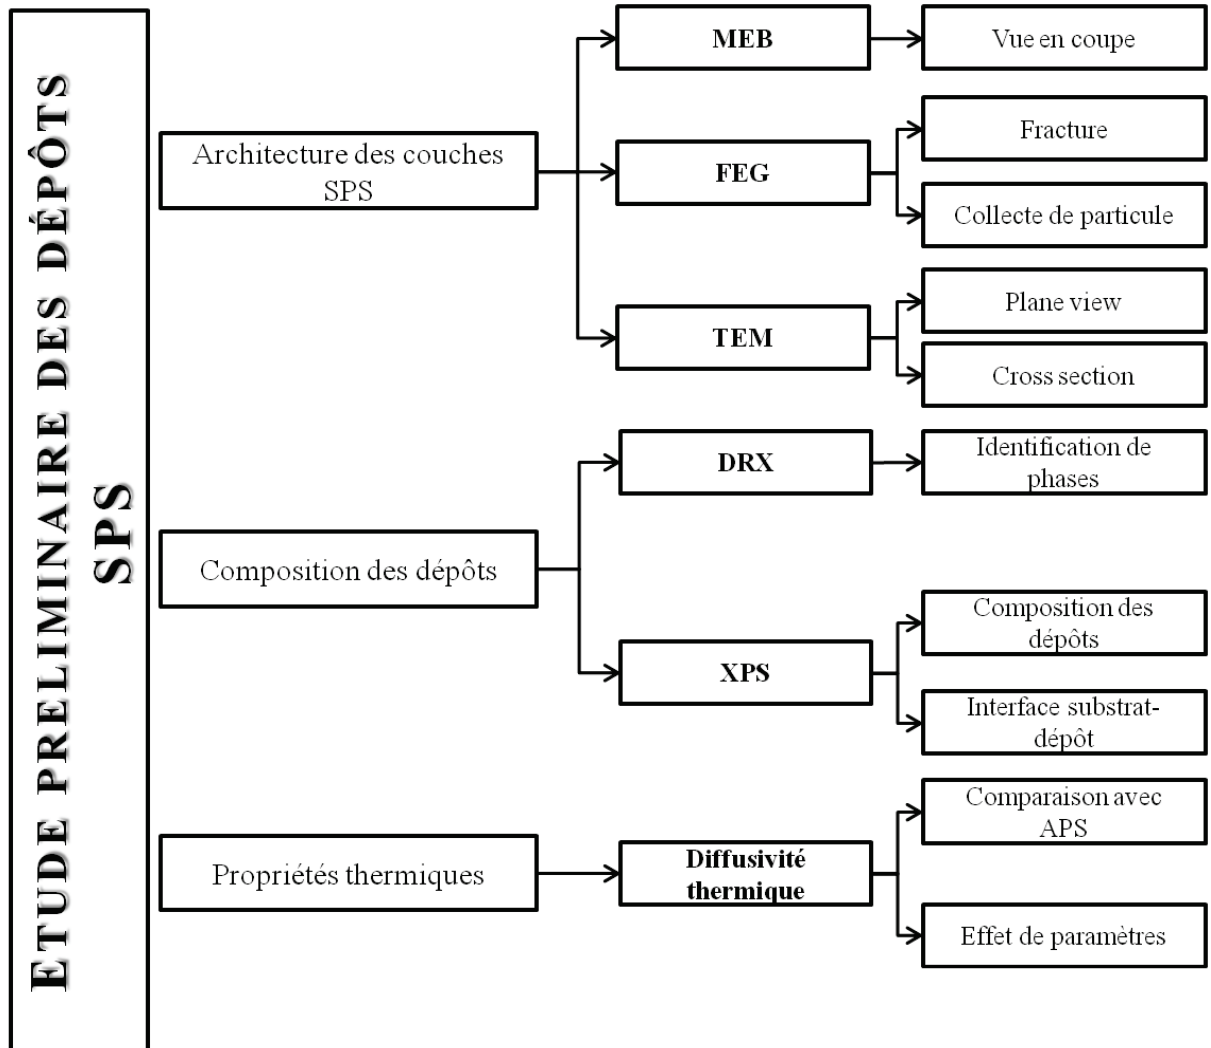 ETUDE PRELIMINAIRE DES DÉPÔTS
SPS
Architecture des couches
SPS
MEB
Vue en coupe
FEG
Fracture
Collecte de particule
TEM
Plane view
Cross section
Composition des dépôts
DRX
Identification de
phases
XPS
Composition des
dépôts
Interface substrat-
dépôt
Propriétés thermiques
Diffusivité
thermique
Comparaison avec
APS
Effet de paramètres